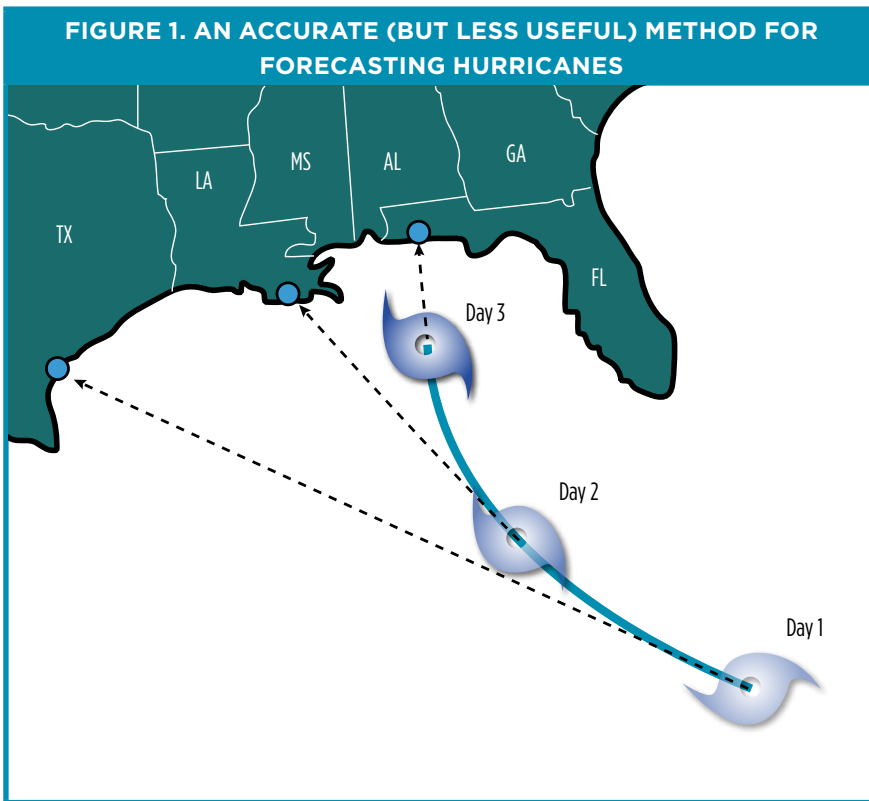 FIGURE 1. AN ACCURATE (BUT LESS USEFUL) METHOD FOR
FORECASTING HURRICANES
MS
AL
GA
LA
TX
FL
Day 3
Day 2
Day 1